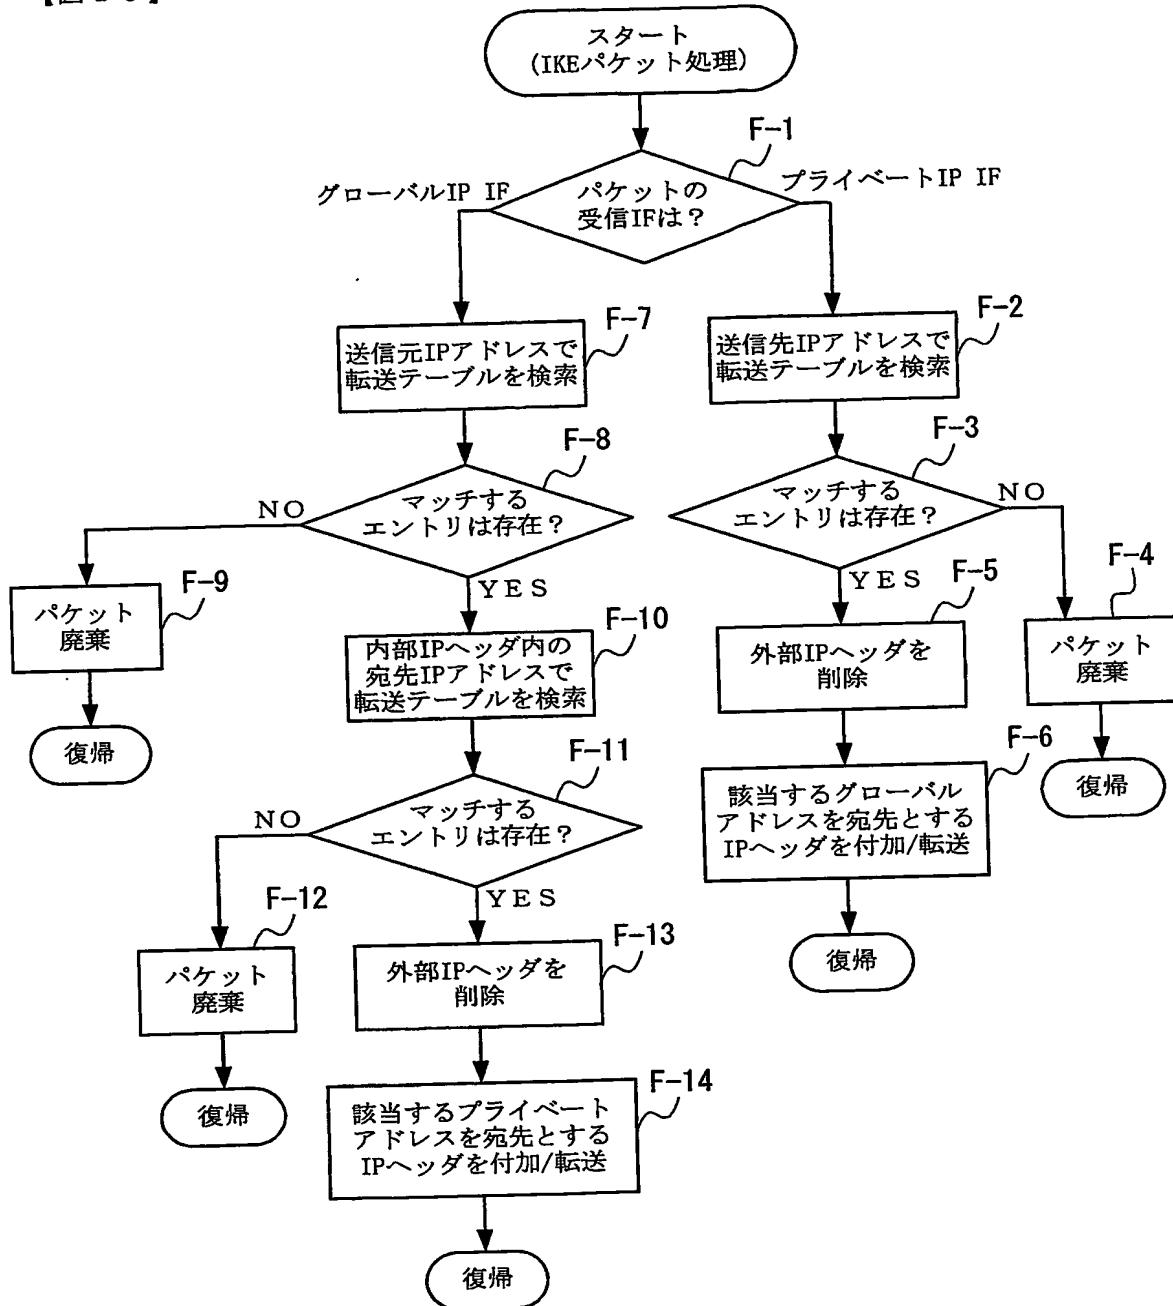 スタート
(IKEパケット処理)
F-1
グローバルIP IF
プライベートIP IF
パケットの
受信IFは？
F-7
送信元IPアドレスで
転送テーブルを検索
F-2
送信先IPアドレスで
転送テーブルを検索
F-8
マッチする
エントリは存在？
NO
YES
F-3
マッチする
エントリは存在？
NO
YES
F-9
パケット
廃棄
復帰
F-10
内部IPヘッダ内の
宛先IPアドレスで
転送テーブルを検索
F-5
外部IPヘッダを
削除
F-4
パケット
廃棄
復帰
F-6
該当するグローバル
アドレスを宛先とする
IPヘッダを付加/転送
復帰
F-11
マッチする
エントリは存在？
NO
YES
F-12
パケット
廃棄
復帰
F-13
外部IPヘッダを
削除
F-14
該当するプライベート
アドレスを宛先とする
IPヘッダを付加/転送
復帰